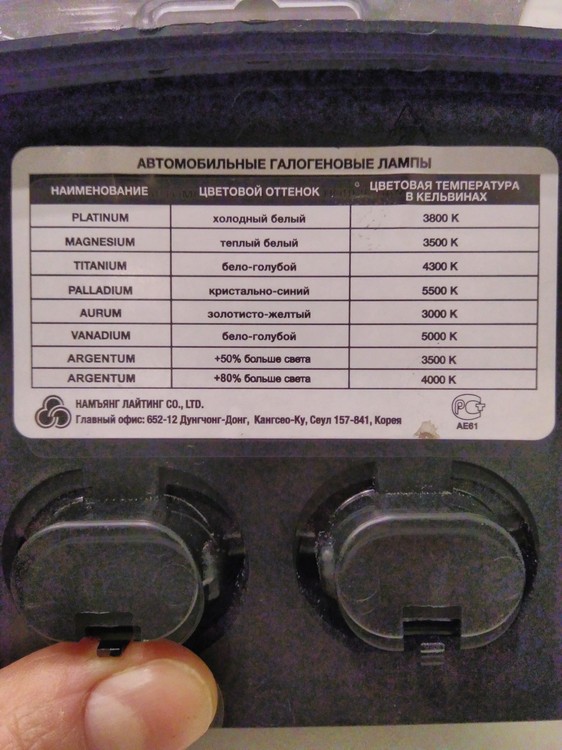 АВТОМОБИЛЬНЫЕ ГАЛОГЕНОВЫЕ ЛАМПЫ
НАИМЕНОВАНИЕ ЦВЕТОВОЙ ОТТЕНОК ЦВЕТОВАЯ ТЕМПЕРАТУРА
В КЕЛЬВИНАХ
PLATINUM холодный белый 3800 K
MAGNESIUM теплый белый 3500 K
TITANIUM бело-голубой 4300 K
PALLADIUM кристально-синий 5500 K
AURUM золотисто-желтый 3000 K
VANADIUM бело-голубой 5000 K
ARGENTUM +50% больше света 3500 K
ARGENTUM +80% больше света 4000 K
НАМЪЯНГ ЛАЙТИНГ CO., LTD.
Главный офис: 652-12 Дунгчонг-Донг, Кангсео-Ку, Сеул 157-841, Корея
РСТ
АЕ61